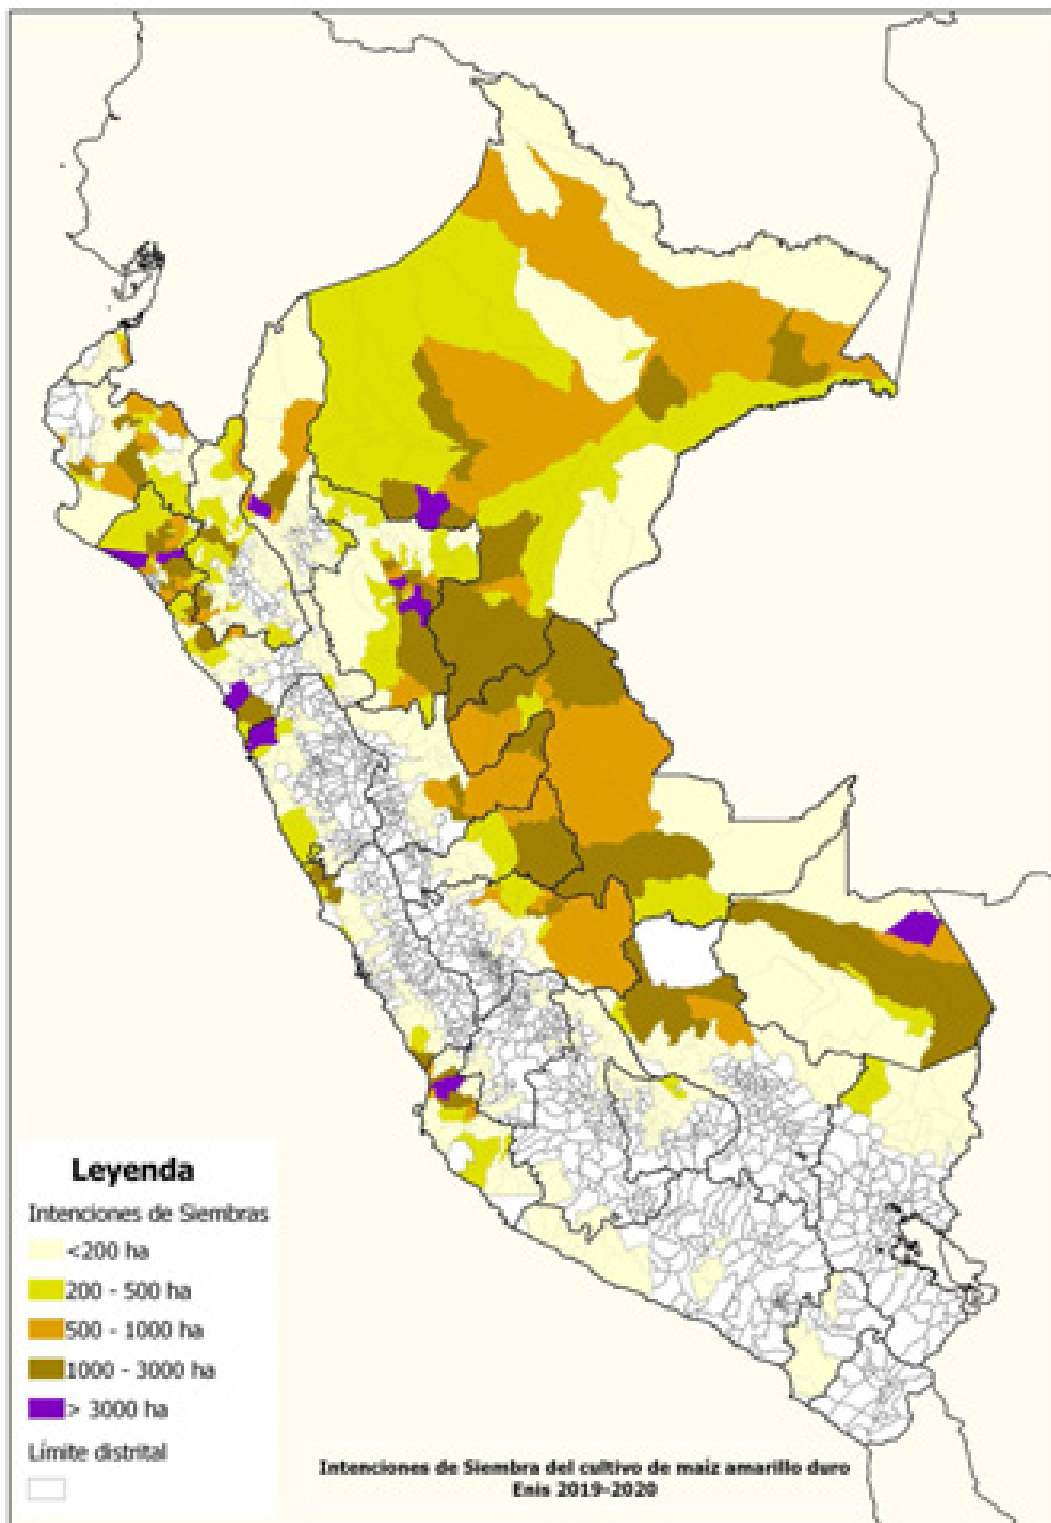 Leyenda
Intenciones de Siembras
<200 ha
200 - 500 ha
500 - 1000 ha
1000 - 3000 ha
> 3000 ha
Límite distrital
Intenciones de Siembra del cultivo de maíz amarillo duro
Enis 2019-2020